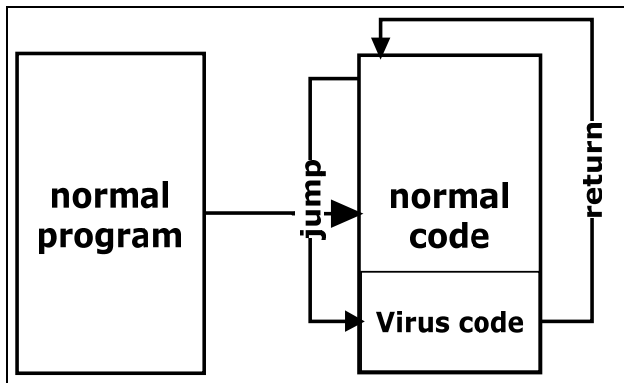 normal
program
jump
normal
code
Virus code
return